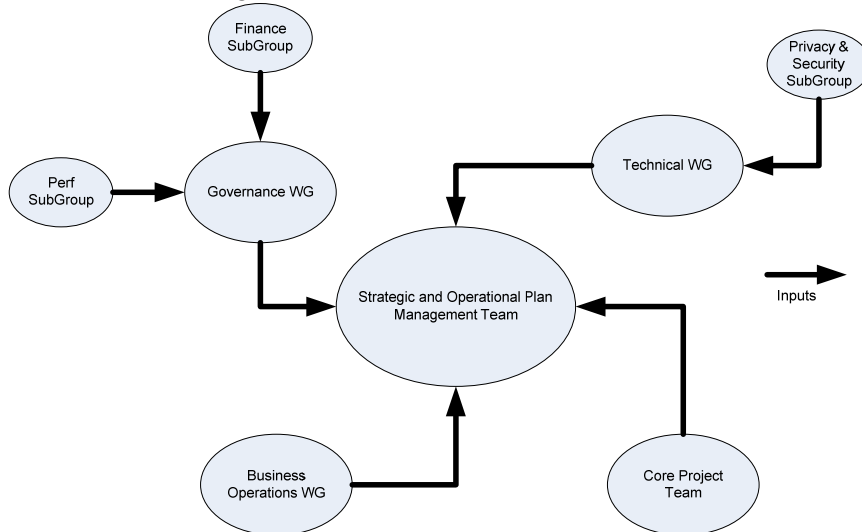 Finance
SubGroup
Privacy &
Security
SubGroup
Technical WG
Perf
SubGroup
Governance WG
Strategic and Operational Plan
Management Team
Inputs
Business
Operations WG
Core Project
Team